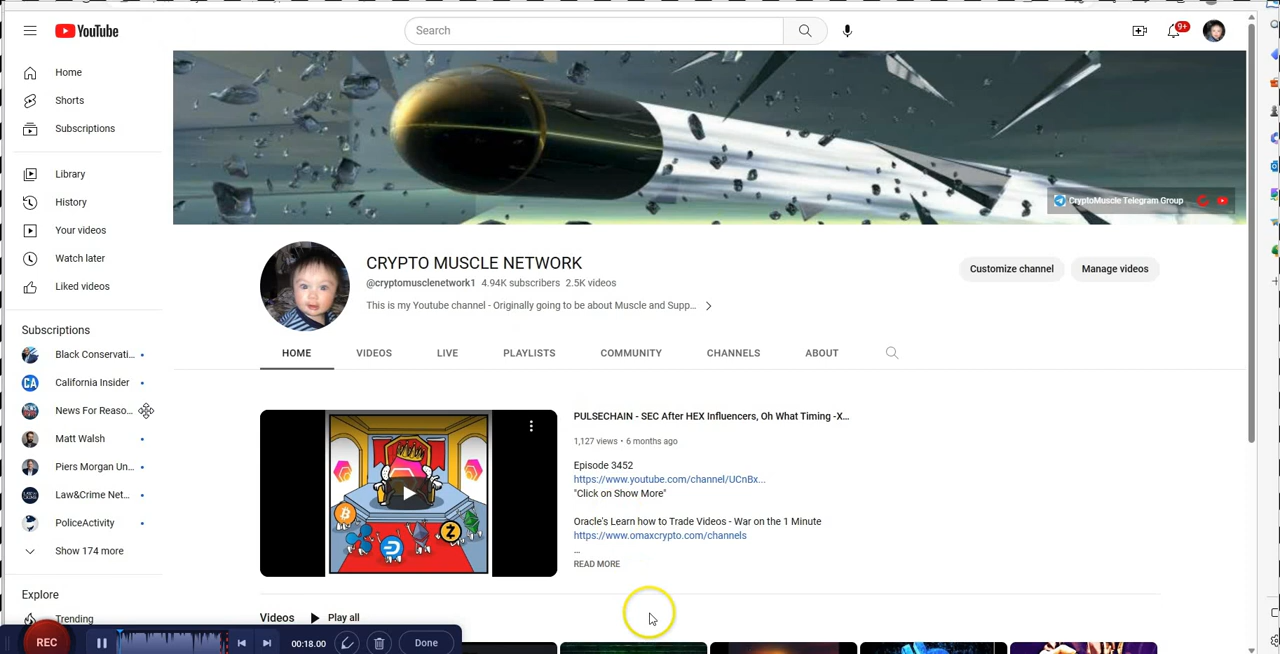 YouTube
Search
9+
Home
Shorts
Subscriptions
Library
History
Your videos
Watch later
Liked videos
Subscriptions
Black Conservati...
California Insider
News For Reaso...
Matt Walsh
Piers Morgan Un...
Law&Crime Net...
PoliceActivity
Show 174 more
Explore
Trending
CryptoMuscle Telegram Group
CRYPTO MUSCLE NETWORK
@cryptomusclenetwork1 4.94K subscribers 2.5K videos
This is my Youtube channel - Originally going to be about Muscle and Supp...
Customize channel
Manage videos
HOME VIDEOS LIVE PLAYLISTS COMMUNITY CHANNELS ABOUT
PULSECHAIN - SEC After HEX Influencers, Oh What Timing -X...
1,127 views • 6 months ago
Episode 3452
https://www.youtube.com/channel/UCnBx...
"Click on Show More"
Oracle's Learn how to Trade Videos - War on the 1 Minute
https://www.omaxcrypto.com/channels
...
READ MORE
Videos Play all
REC 00:18.00 Done